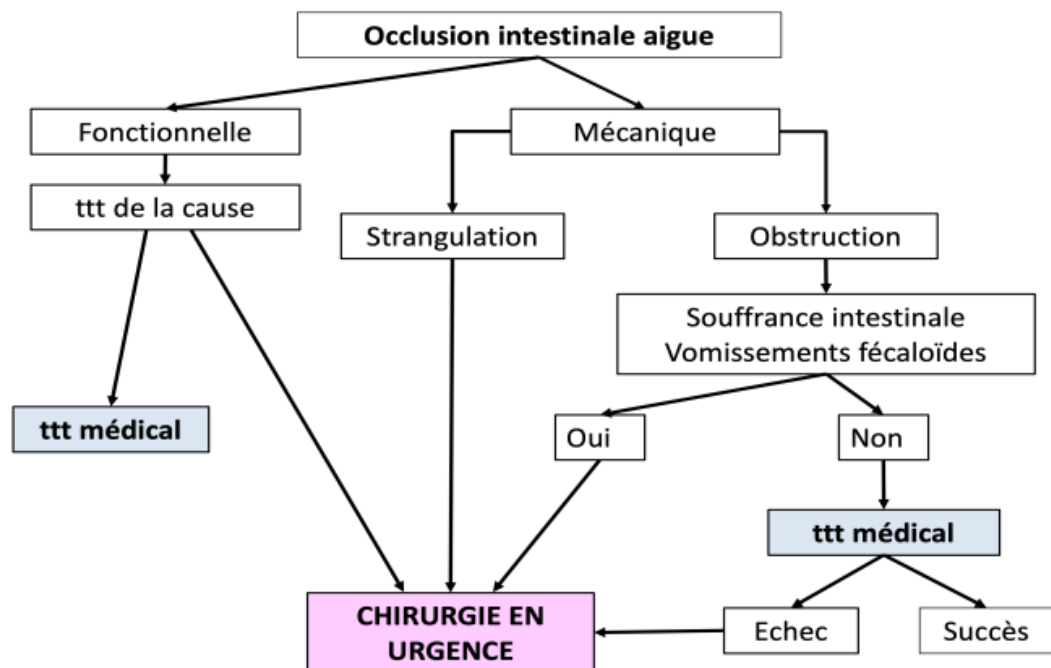 Occlusion intestinale aigue
Fonctionnelle
Mécanique
ttt de la cause
Strangulation
Obstruction
Souffrance intestinale
Vomissements fécaloïdes
ttt médical
Oui
Non
ttt médical
CHIRURGIE EN
URGENCE
Echec
Succès